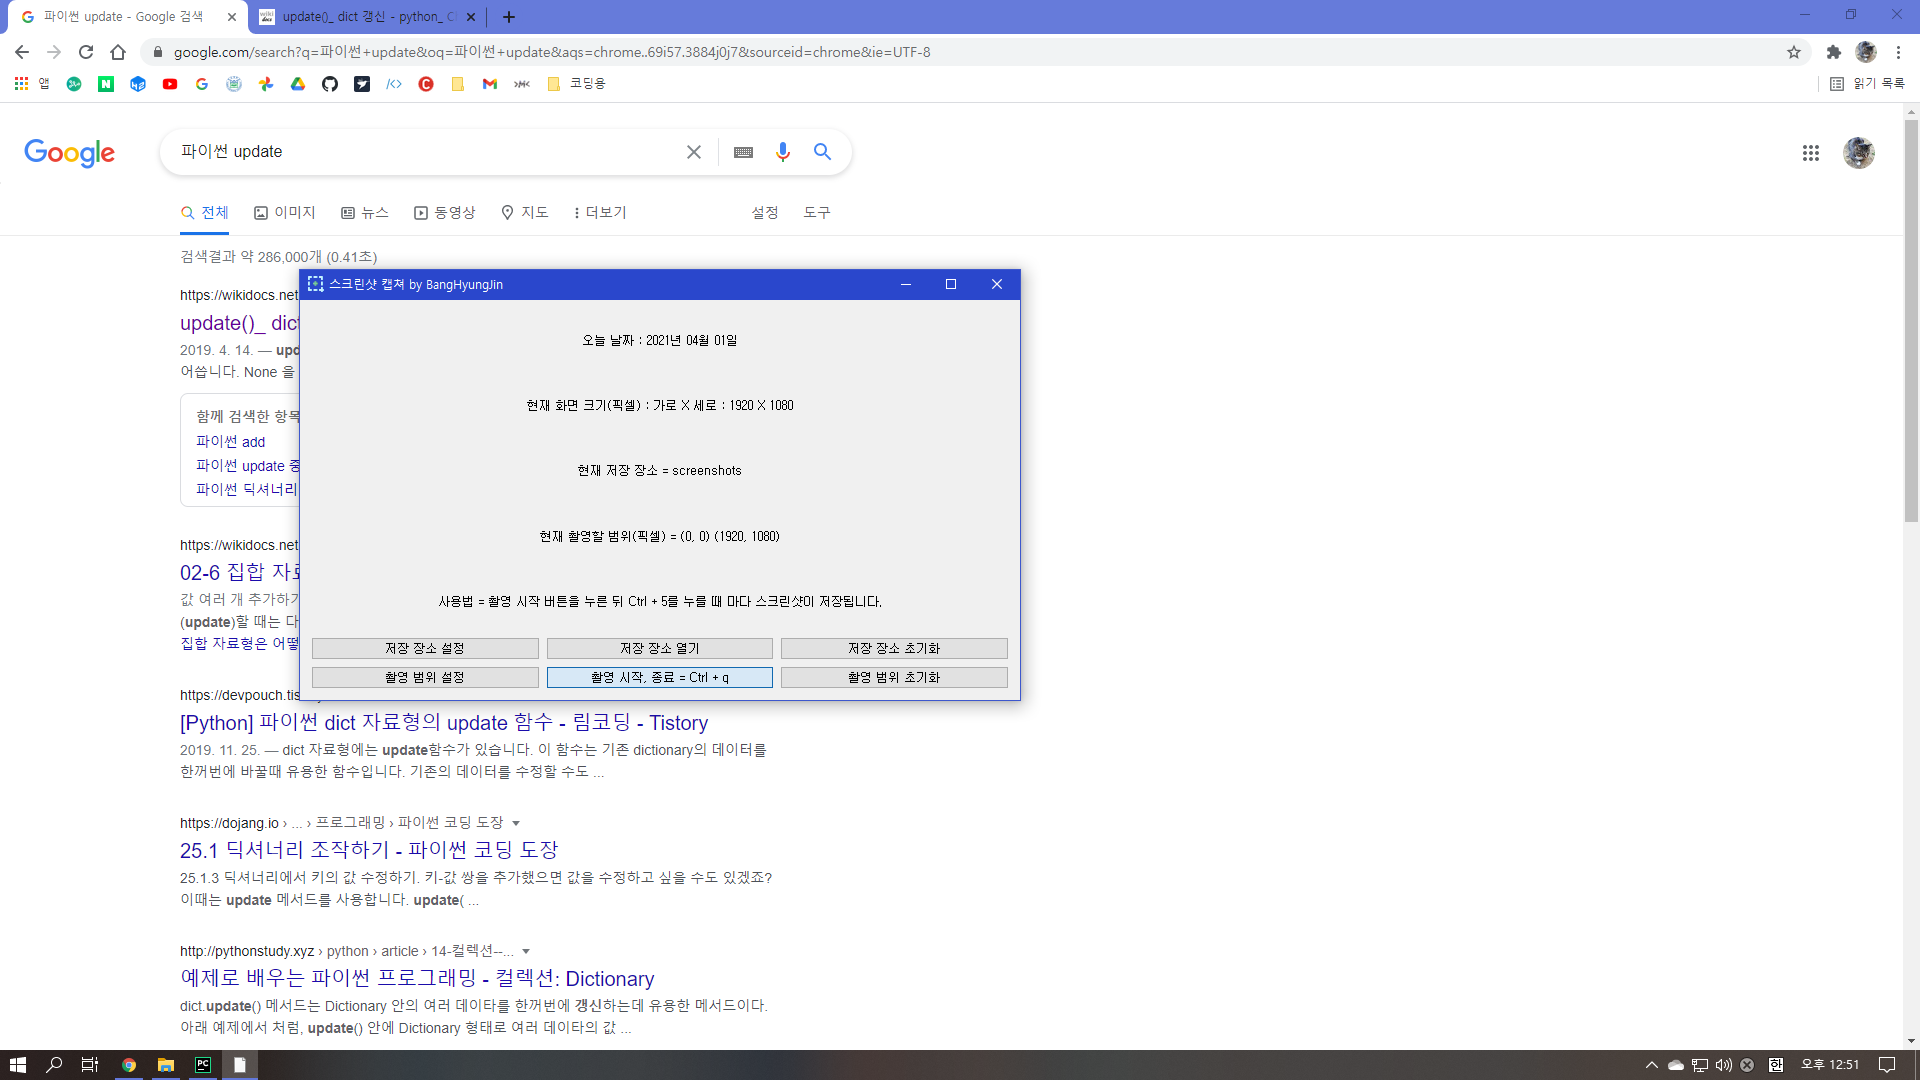 파이썬 update - Google 검색
update()_ dict 갱신 - python_
google.com/search?q=파이썬+update&oq=파이썬+update&aqs=chrome..69i57.3884j0j7&sourceid=chrome&ie=UTF-8
앱
코딩용
읽기 목록
Google
파이썬 update
전체 이미지 뉴스 동영상 지도 더보기 설정 도구
검색결과 약 286,000개 (0.41초)
https://wikidocs.net
update()_ dict
2019. 4. 14. — upd
어씁니다. None 을
함께 검색한 항목
파이썬 add
파이썬 update 중
파이썬 딕셔너리
https://wikidocs.net
02-6 집합 자료
값 여러 개 추가하기
(update)할 때는 다
집합 자료형은 어떻
스크린샷 캡쳐 by BangHyungJin
오늘 날짜 : 2021년 04월 01일
현재 화면 크기(픽셀) : 가로 X 세로 : 1920 X 1080
현재 저장 장소 = screenshots
현재 촬영할 범위(픽셀) = (0, 0) (1920, 1080)
사용법 = 촬영 시작 버튼을 누른 뒤 Ctrl + 5를 누를 때 마다 스크린샷이 저장됩니다.
저장 장소 설정 저장 장소 열기 저장 장소 초기화
촬영 범위 설정 촬영 시작, 종료 = Ctrl + q 촬영 범위 초기화
https://devpouch.tis
[Python] 파이썬 dict 자료형의 update 함수 - 림코딩 - Tistory
2019. 11. 25. — dict 자료형에는 update함수가 있습니다. 이 함수는 기존 dictionary의 데이터를
한꺼번에 바꿀때 유용한 함수입니다. 기존의 데이터를 수정할 수도 ...
https://dojang.io › ... › 프로그래밍 › 파이썬 코딩 도장
25.1 딕셔너리 조작하기 - 파이썬 코딩 도장
25.1.3 딕셔너리에서 키의 값 수정하기. 키-값 쌍을 추가했으면 값을 수정하고 싶을 수도 있겠죠?
이때는 update 메서드를 사용합니다. update( ...
http://pythonstudy.xyz › python › article › 14-컬렉션--...
예제로 배우는 파이썬 프로그래밍 - 컬렉션: Dictionary
dict.update() 메서드는 Dictionary 안의 여러 데이타를 한꺼번에 갱신하는데 유용한 메서드이다.
아래 예제에서 처럼, update() 안에 Dictionary 형태로 여러 데이타의 값 ...
PC
한
오후 12:51